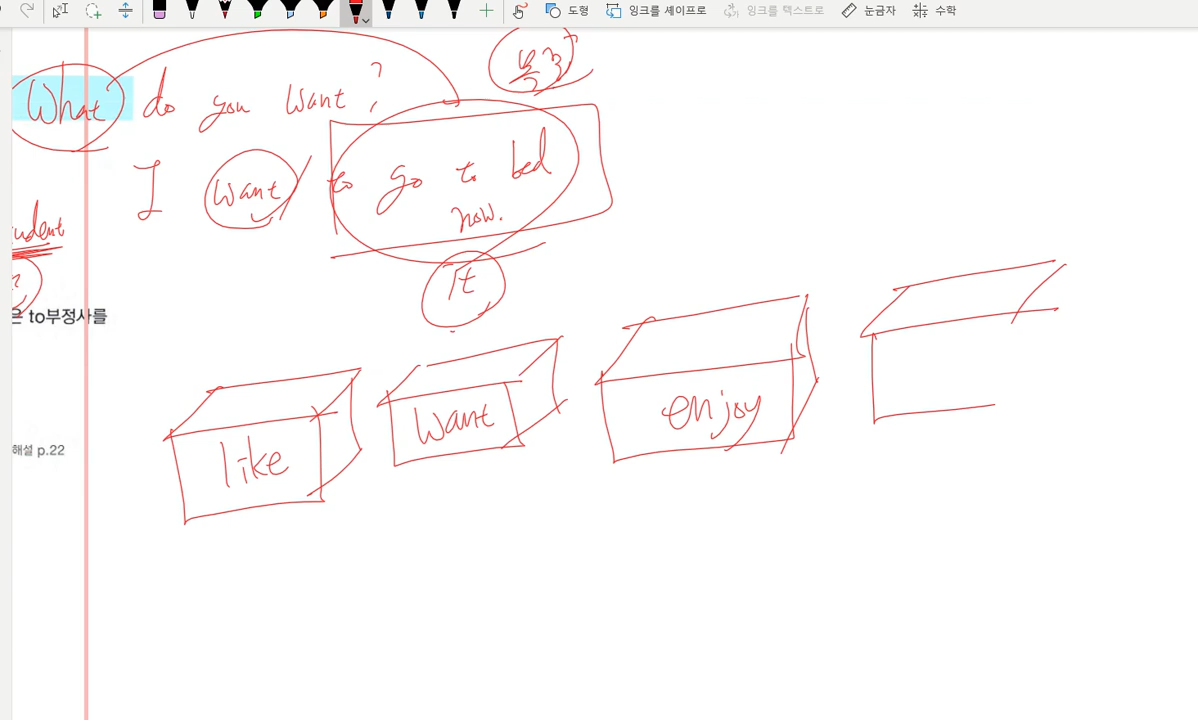 도형 잉크를 셰이프로 잉크를 텍스트로 눈금자 수학
What do you want?
I want / to go to bed
now.
udent
It
은 to부정사를
해설 p.22
like
want
enjoy